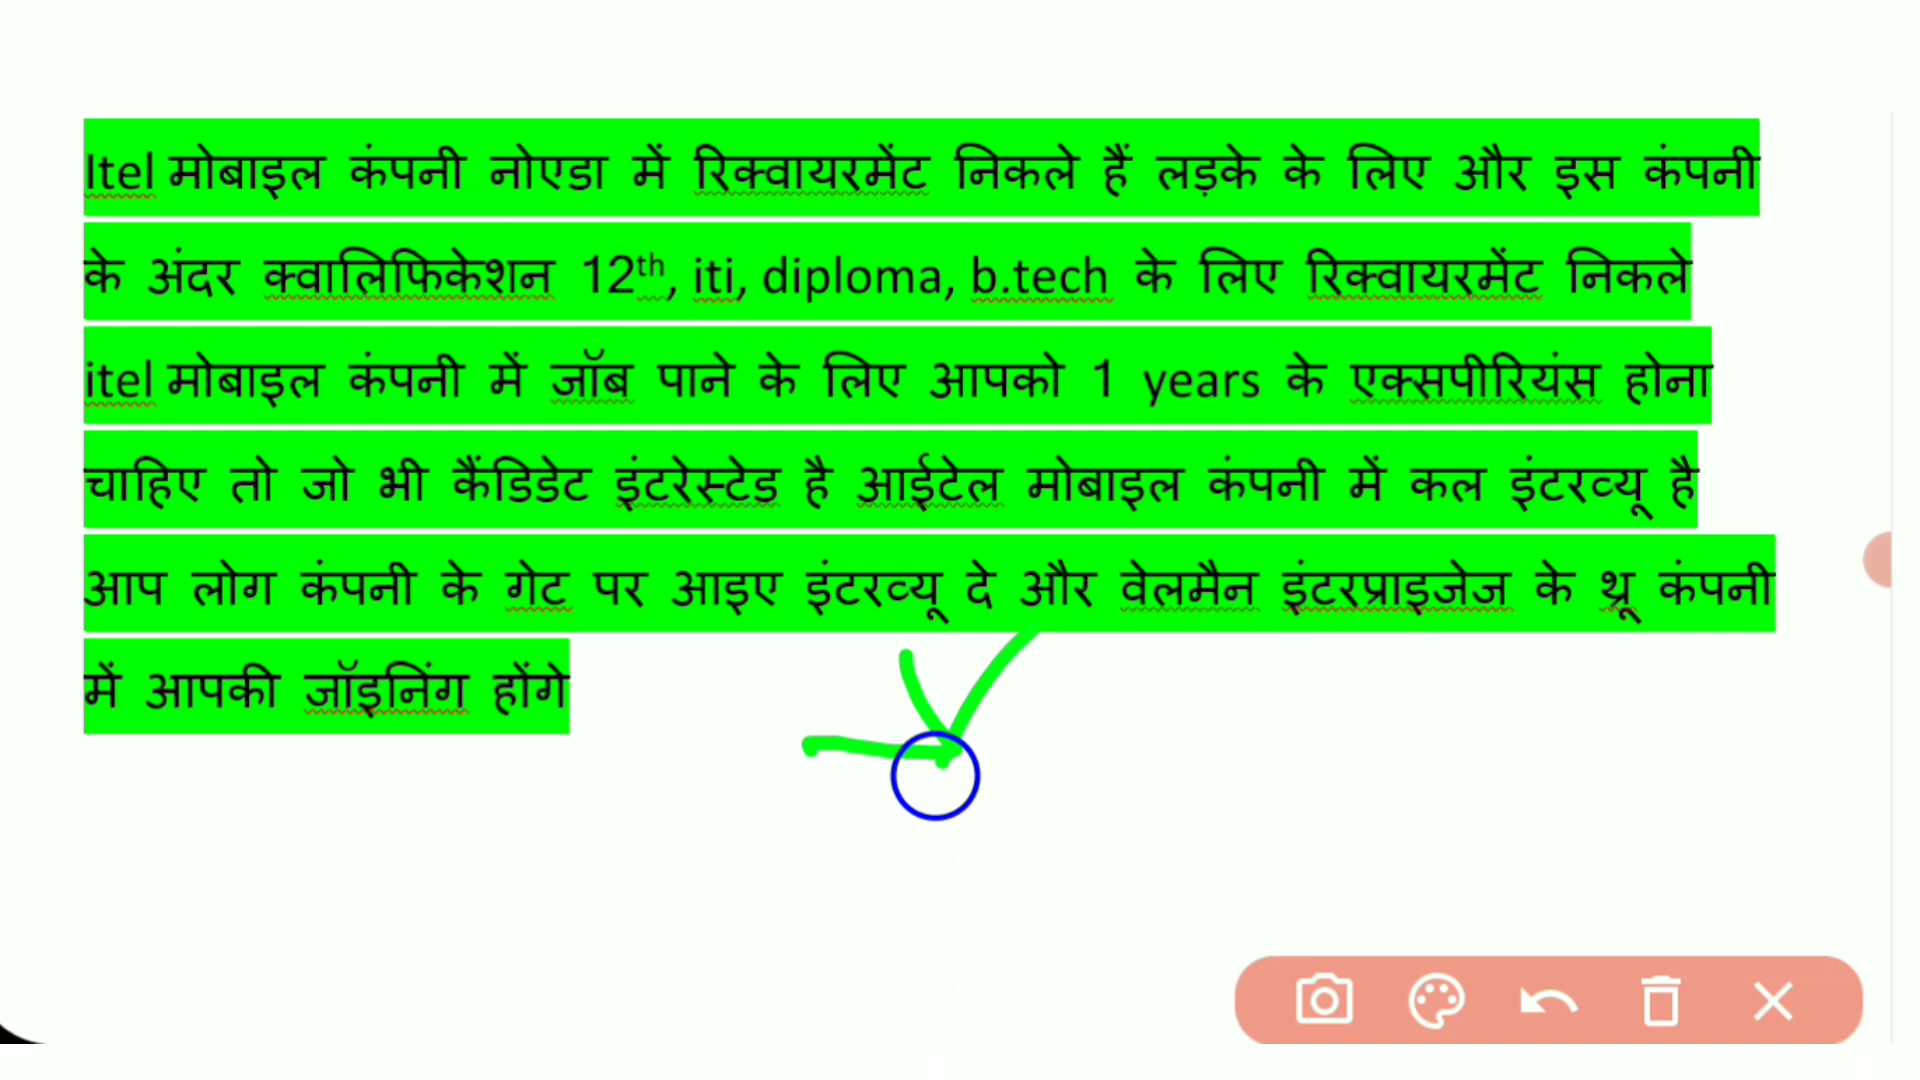 Itel मोबाइल कंपनी नोएडा में रिक्वायरमेंट निकले हैं लड़के के लिए और इस कंपनी
के अंदर क्वालिफिकेशन 12th, iti, diploma, b.tech के लिए रिक्वायरमेंट निकले
itel मोबाइल कंपनी में जॉब पाने के लिए आपको 1 years के एक्सपीरियंस होना
चाहिए तो जो भी कैंडिडेट इंटरेस्टेड है आईटेल मोबाइल कंपनी में कल इंटरव्यू है
आप लोग कंपनी के गेट पर आइए इंटरव्यू दे और वेलमैन इंटरप्राइजेज के थ्रू कंपनी
में आपकी जॉइनिंग होंगे